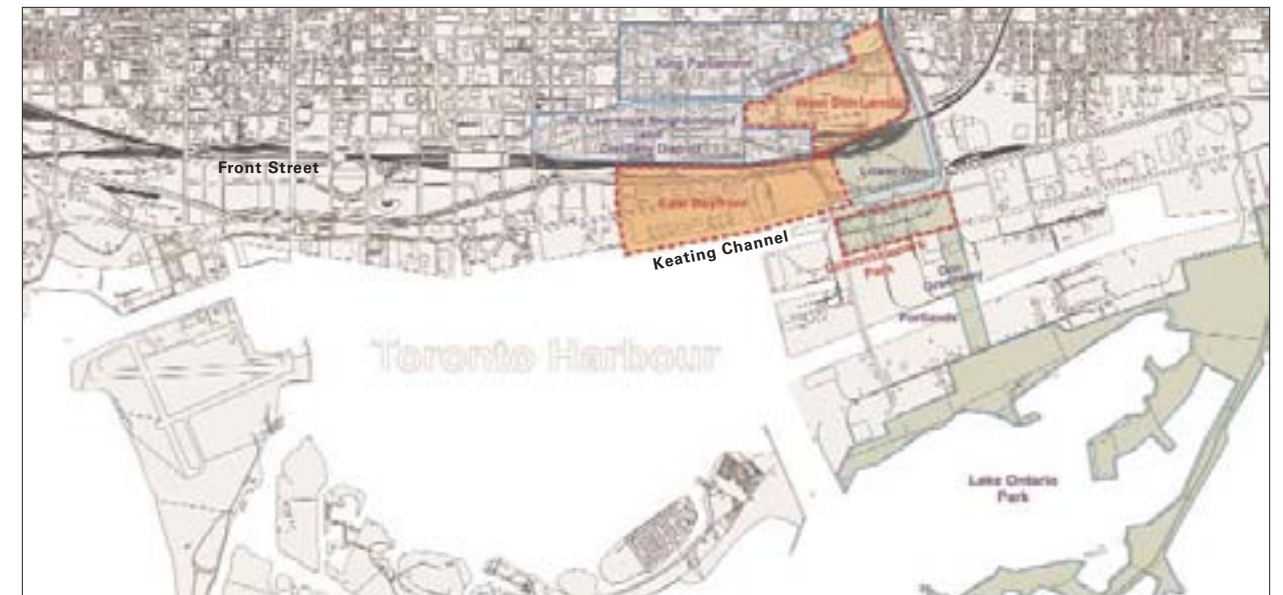 King Parliament
West Don Lands
St. Lawrence Neighbourhood
and
Distillery District
Front Street
Lower Don
East Bayfront
Keating Channel
Commissioners
Park
Don
Greenway
Portlands
Toronto Harbour
Lake Ontario
Park